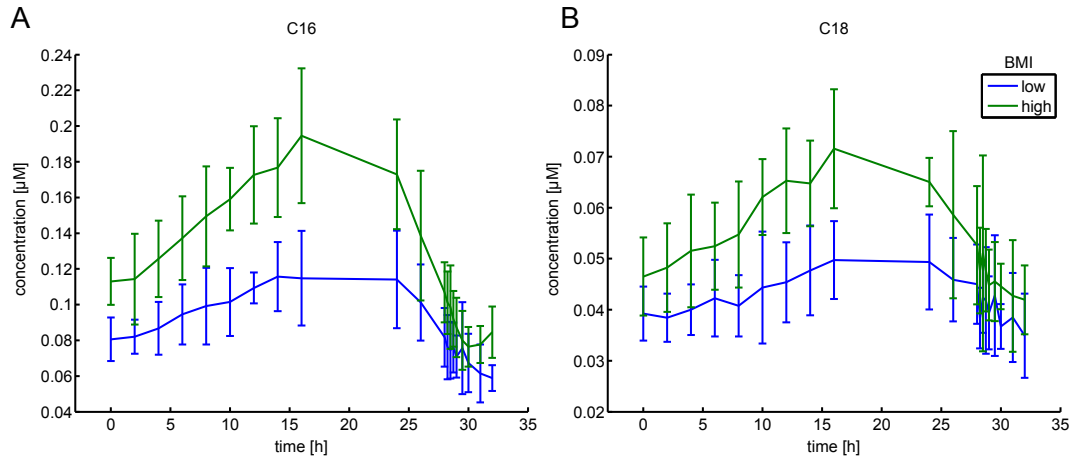 A
C16
0.24
0.22
0.2
0.18
0.16
0.14
0.12
0.1
0.08
0.06
0.04
concentration [µM]
0 5 10 15 20 25 30 35
time [h]
B
C18
0.09
0.08
0.07
0.06
0.05
0.04
0.03
0.02
concentration [µM]
0 5 10 15 20 25 30 35
time [h]
BMI
low
high